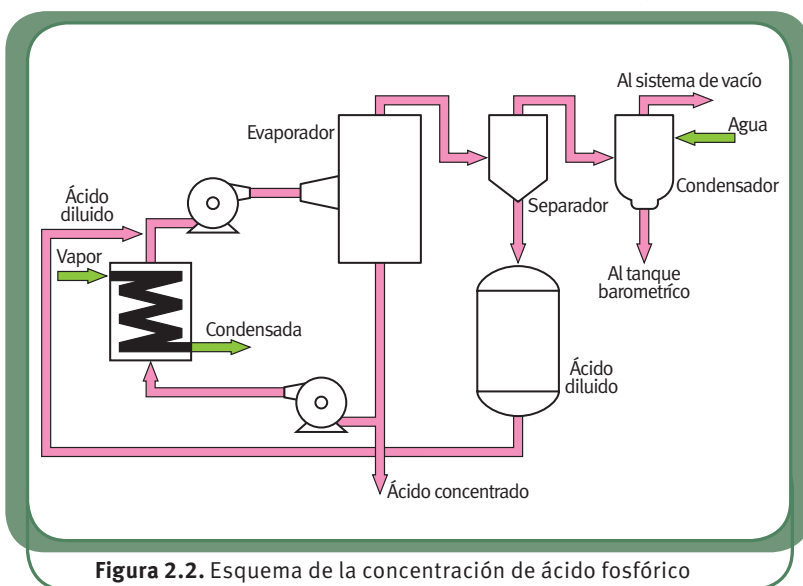 Al sistema de vacío
Agua
Evaporador
Condensador
Separador
Ácido
diluido
Vapor
Al tanque
barometríco
Condensada
Ácido
diluido
Ácido concentrado
Figura 2.2. Esquema de la concentración de ácido fosfórico